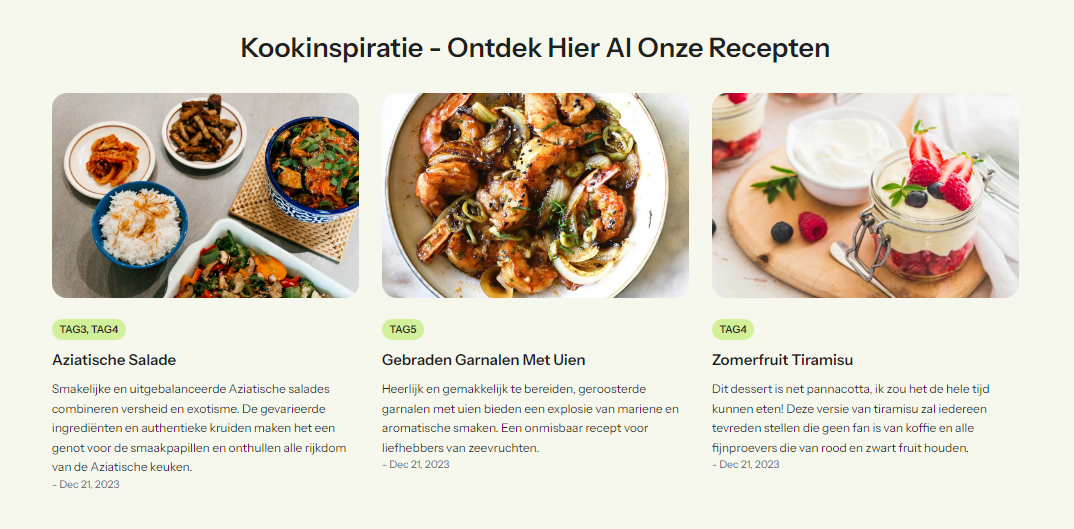 Kookinspiratie - Ontdek Hier Al Onze Recepten
TAG3, TAG4
Aziatische Salade
Smakelijke en uitgebalanceerde Aziatische salades
combineren versheid en exotisme. De gevarieerde
ingrediënten en authentieke kruiden maken het een
genot voor de smaakpapillen en onthullen alle rijkdom
van de Aziatische keuken.
- Dec 21, 2023
TAG5
Gebraden Garnalen Met Uien
Heerlijk en gemakkelijk te bereiden, geroosterde
garnalen met uien bieden een explosie van mariene en
aromatische smaken. Een onmisbaar recept voor
liefhebbers van zeevruchten.
- Dec 21, 2023
TAG4
Zomerfruit Tiramisu
Dit dessert is net pannacotta, ik zou het de hele tijd
kunnen eten! Deze versie van tiramisu zal iedereen
tevreden stellen die geen fan is van koffie en alle
fijnproevers die van rood en zwart fruit houden.
- Dec 21, 2023